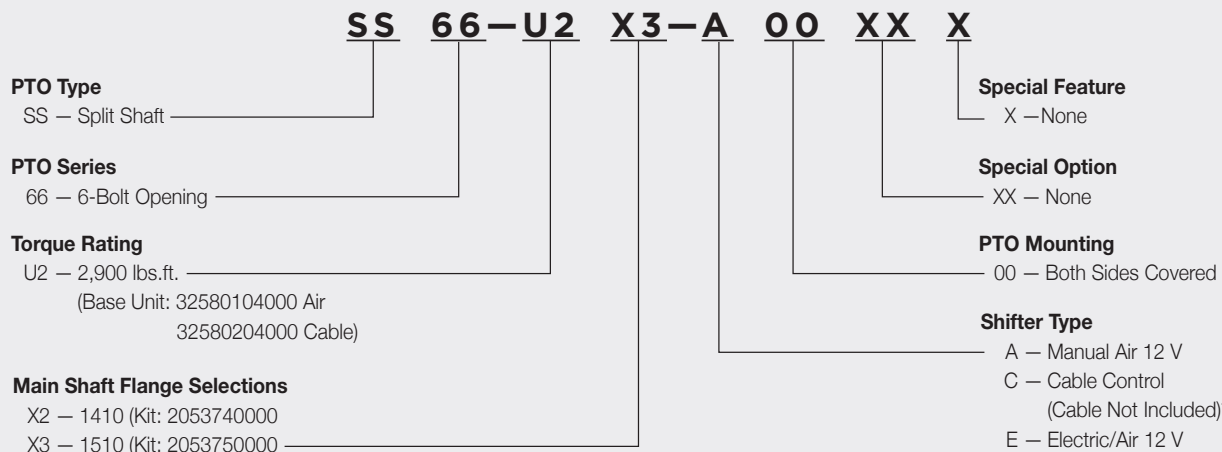 SS 66—U2 X3—A 00 XX X
PTO Type
SS — Split Shaft
PTO Series
66 — 6-Bolt Opening
Torque Rating
U2 — 2,900 lbs.ft.
(Base Unit: 32580104000 Air
32580204000 Cable)
Main Shaft Flange Selections
X2 — 1410 (Kit: 2053740000
X3 — 1510 (Kit: 2053750000
Special Feature
X —None
Special Option
XX — None
PTO Mounting
00 — Both Sides Covered
Shifter Type
A — Manual Air 12 V
C — Cable Control
(Cable Not Included)
E — Electric/Air 12 V